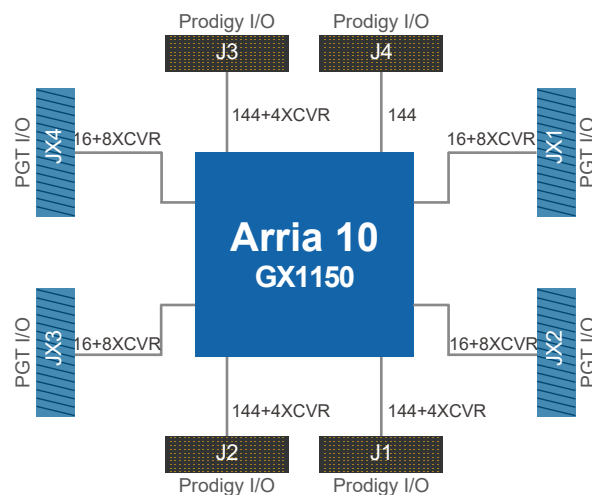 Prodigy I/O
Prodigy I/O
J3
J4
144+4XCVR
144
PGT I/O
JX4
16+8XCVR
16+8XCVR
JX1
PGT I/O
Arria 10
GX1150
PGT I/O
JX3
16+8XCVR
16+8XCVR
JX2
PGT I/O
144+4XCVR
144+4XCVR
J2
J1
Prodigy I/O
Prodigy I/O